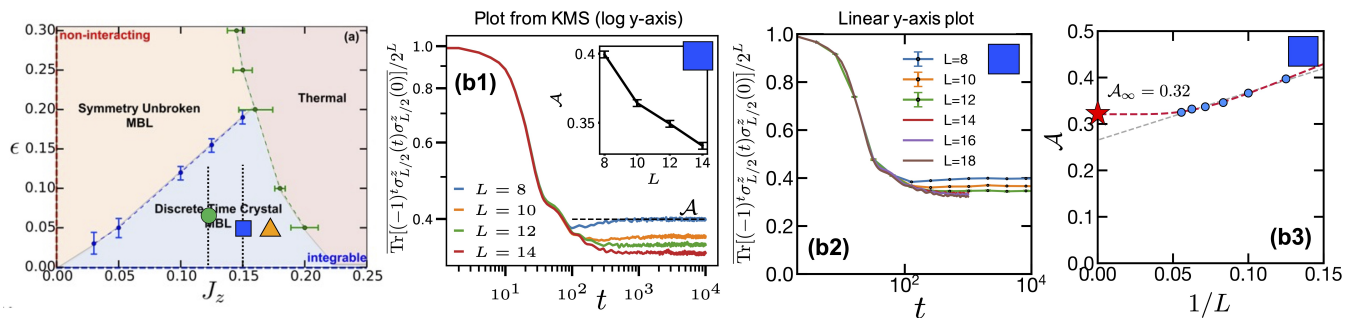 (a)
non-interacting
Symmetry Unbroken
MBL
Thermal
Discrete Time Crystal
MBL
integrable
ϵ
0.30
0.25
0.20
0.15
0.10
0.05
0.00
0.00 0.05 0.10 0.15 0.20 0.25
J_z
Plot from KMS (log y-axis)
Tr[(−1)^t σ^z_{L/2}(t)σ^z_{L/2}(0)]/2^L
1.0
0.4
(b1)
0.4
0.35
A
8 10 12 14
L
L = 8
L = 10
L = 12
L = 14
A
10^1 10^2 10^3 10^4
t
Linear y-axis plot
Tr[(−1)^t σ^z_{L/2}(t)σ^z_{L/2}(0)]/2^L
1.0
0.8
0.6
0.4
0.2
0.0
L=8
L=10
L=12
L=14
L=16
L=18
(b2)
10^2 10^4
t
A
0.5
0.4
0.3
0.2
0.1
0.0
A_∞ = 0.32
(b3)
0.00 0.05 0.10 0.15
1/L